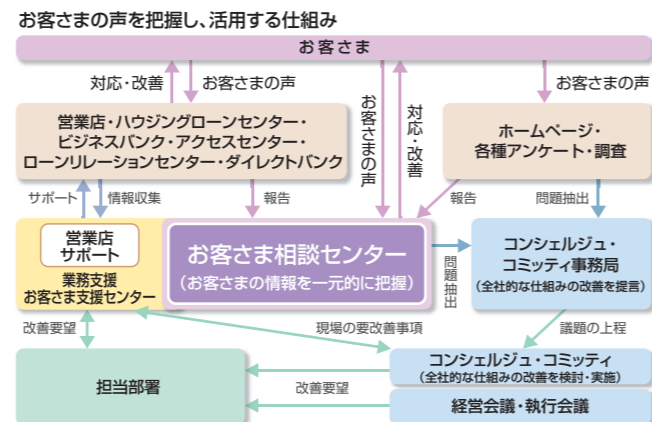 お客さまの声を把握し、活用する仕組み
お客さま
対応・改善
お客さまの声
お客さまの声
対応・改善
お客さまの声
営業店・ハウジングローンセンター・
ビジネスバンク・アクセスセンター・
ローンリレーションセンター・ダイレクトバンク
ホームページ・
各種アンケート・調査
サポート
情報収集
報告
報告
問題抽出
営業店
サポート
業務支援
お客さま支援センター
お客さま相談センター
（お客さまの情報を一元的に把握）
問題抽出
コンシェルジュ・
コミッティ事務局
（全社的な仕組みの改善を提言）
改善要望
現場の要改善事項
議題の上程
担当部署
改善要望
コンシェルジュ・コミッティ
（全社的な仕組みの改善を検討・実施）
経営会議・執行会議